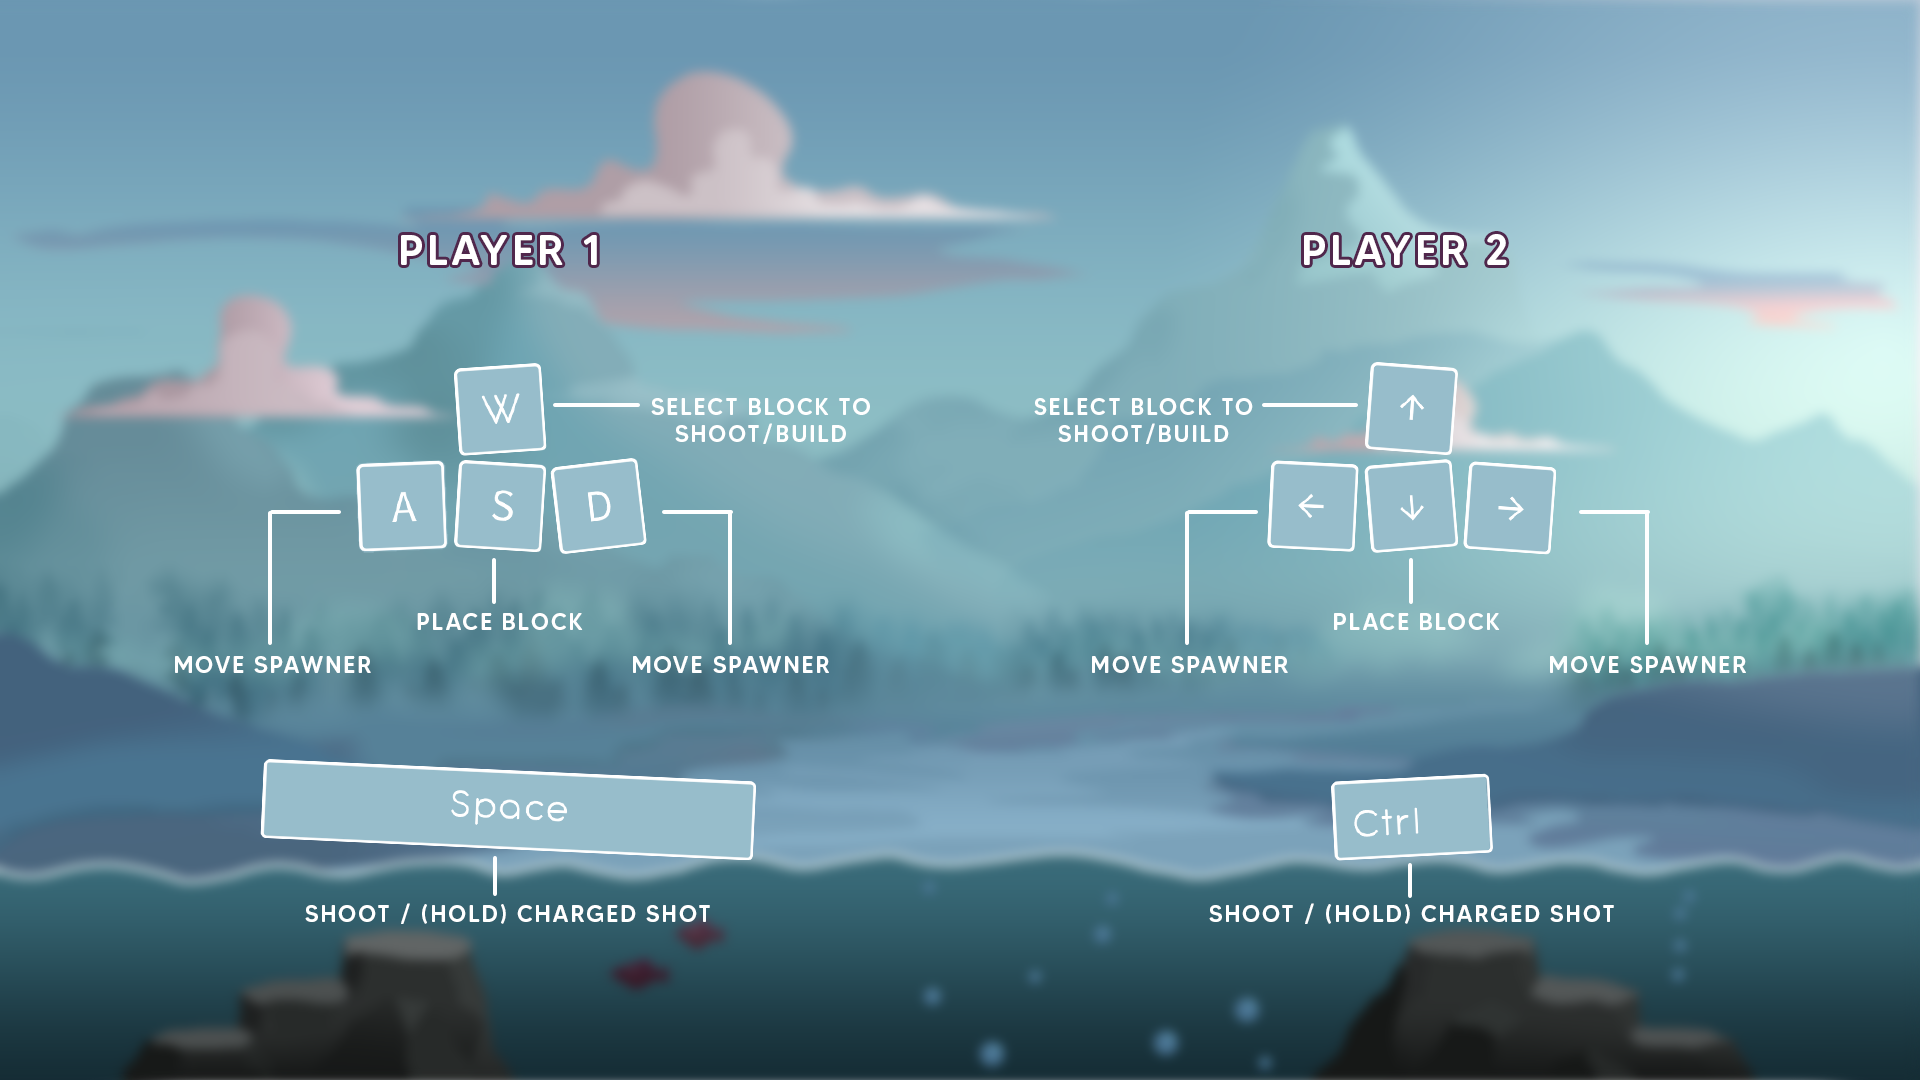 PLAYER 1
W
SELECT BLOCK TO
SHOOT/BUILD
A S D
PLACE BLOCK
MOVE SPAWNER
MOVE SPAWNER
Space
SHOOT / (HOLD) CHARGED SHOT
PLAYER 2
SELECT BLOCK TO
SHOOT/BUILD
↑
← ↓ →
PLACE BLOCK
MOVE SPAWNER
MOVE SPAWNER
Ctrl
SHOOT / (HOLD) CHARGED SHOT